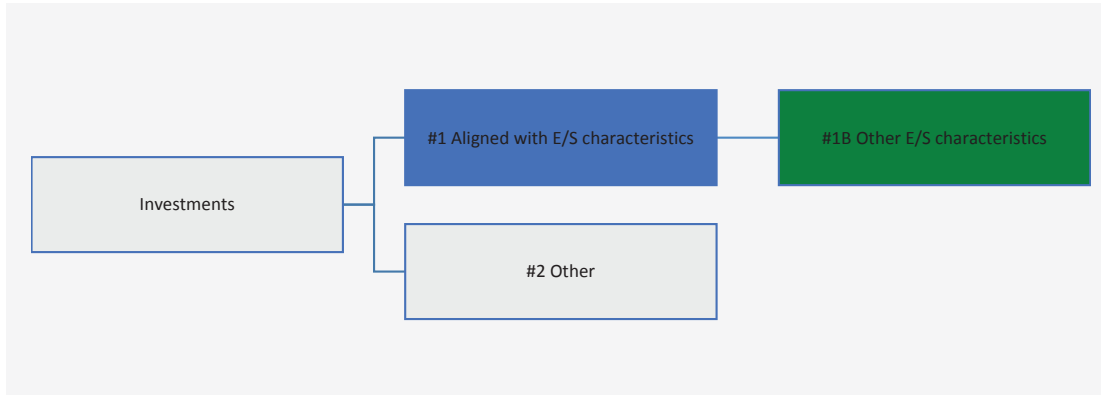 #1 Aligned with E/S characteristics
#1B Other E/S characteristics
Investments
#2 Other